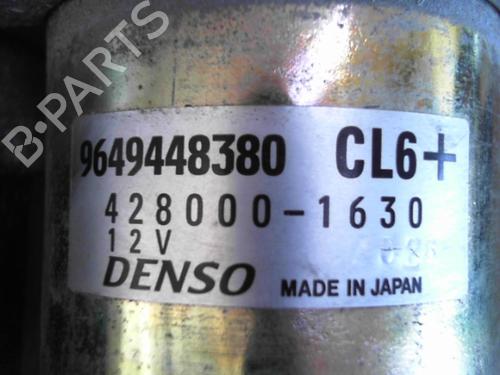 B-PARTS
9649448380 CL6+
428000-1630
12V
DENSO MADE IN JAPAN